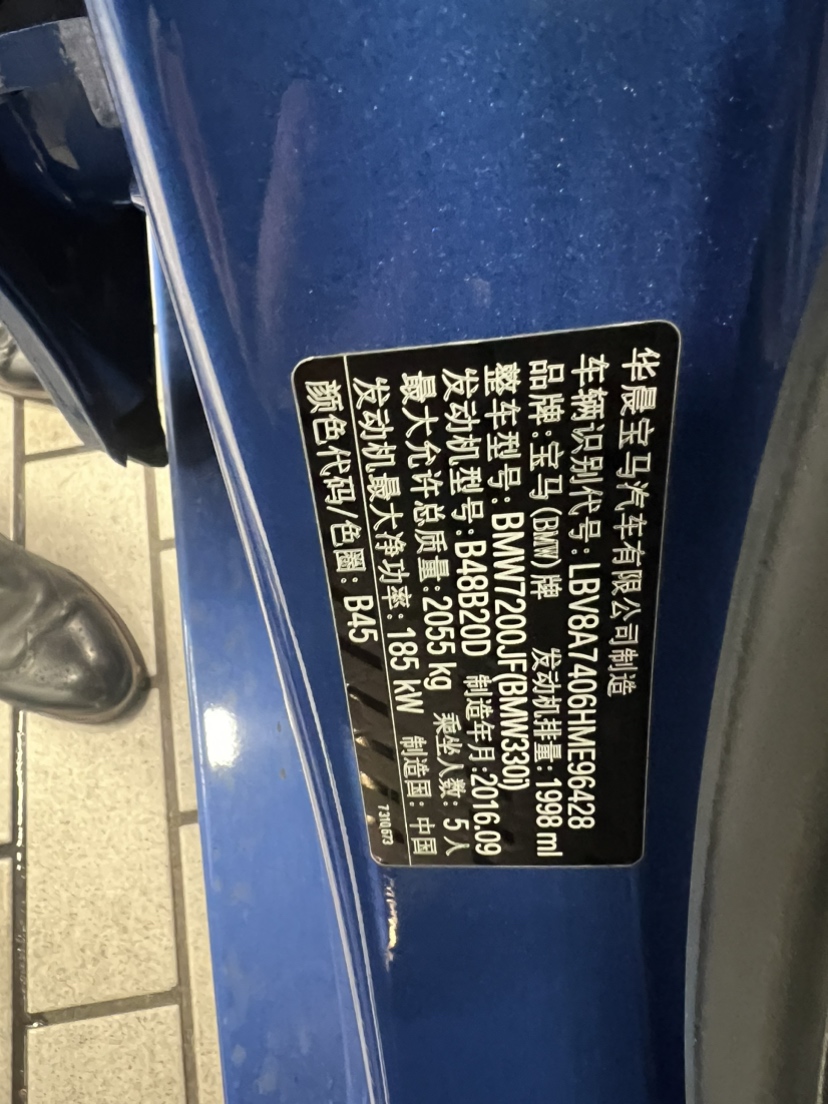 华晨宝马汽车有限公司制造
车辆识别代号: LBV8A7406HME96428
品牌: 宝马(BMW)牌 发动机排量: 1998 ml
整车型号: BMW7200JF(BMW330i)
发动机型号: B48B20D 制造年月: 2016.09
最大允许总质量: 2055 kg 乘坐人数: 5人
发动机最大净功率: 185 kW 制造国: 中国
颜色代码/色圈: B45 7310 673